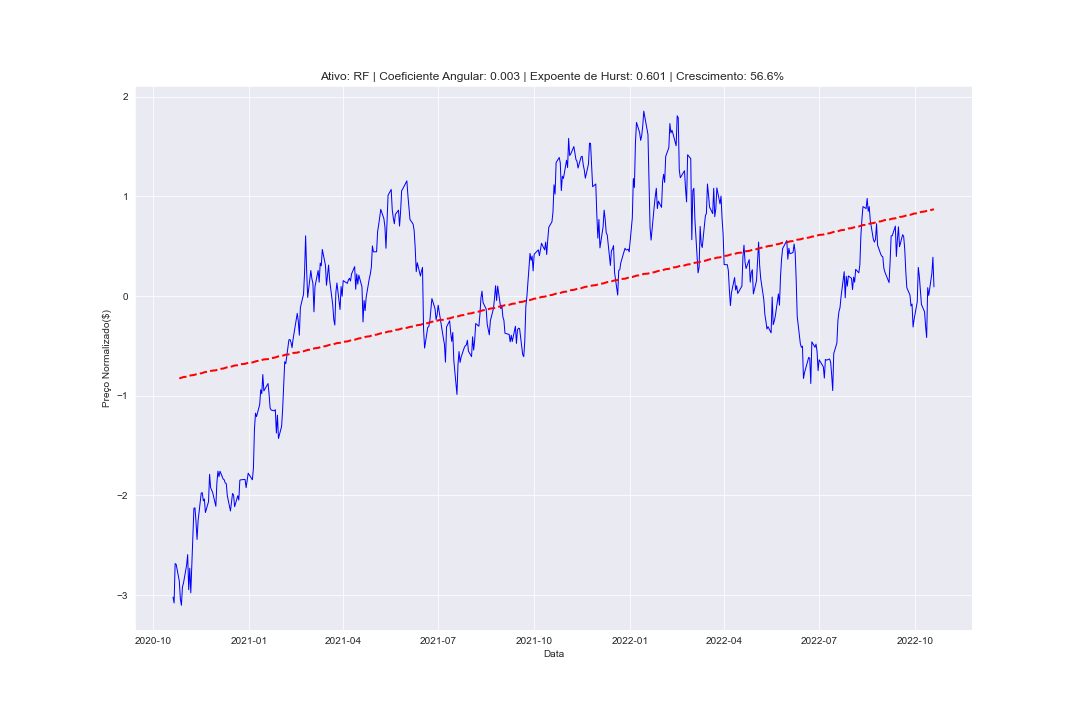 Ativo: RF | Coeficiente Angular: 0.003 | Expoente de Hurst: 0.601 | Crescimento: 56.6%
Preço Normalizado($)
2
1
0
−1
−2
−3
2020-10 2021-01 2021-04 2021-07 2021-10 2022-01 2022-04 2022-07 2022-10
Data